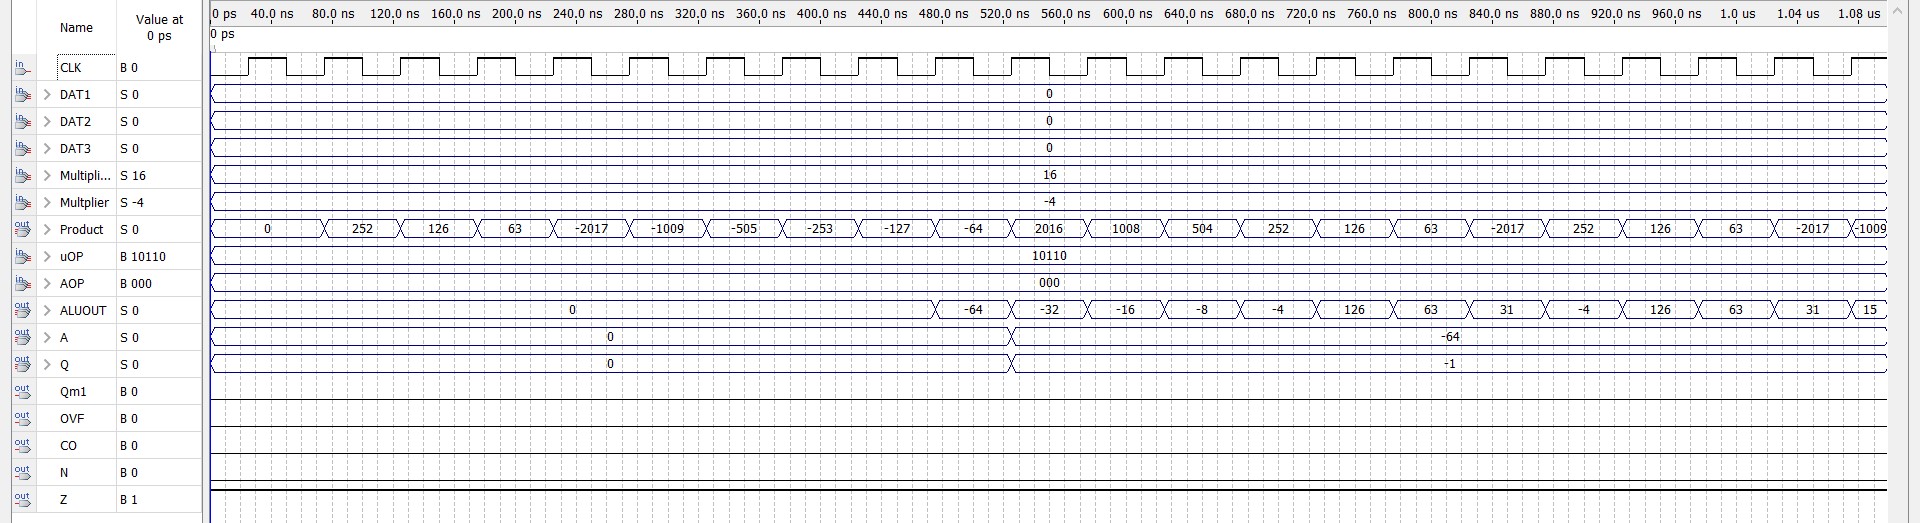 Name Value at 0 ps
0 ps 40.0 ns 80.0 ns 120.0 ns 160.0 ns 200.0 ns 240.0 ns 280.0 ns 320.0 ns 360.0 ns 400.0 ns 440.0 ns 480.0 ns 520.0 ns 560.0 ns 600.0 ns 640.0 ns 680.0 ns 720.0 ns 760.0 ns 800.0 ns 840.0 ns 880.0 ns 920.0 ns 960.0 ns 1.0 us 1.04 us 1.08 us
0 ps
in CLK B 0
in DAT1 S 0 0
in DAT2 S 0 0
in DAT3 S 0 0
in Multipli... S 16 16
in Multplier S -4 -4
out Product S 0 0 252 126 63 -2017 -1009 -505 -253 -127 -64 2016 1008 504 252 126 63 -2017 252 126 63 -2017 -1009
in uOP B 10110 10110
in AOP B 000 000
out ALUOUT S 0 0 -64 -32 -16 -8 -4 126 63 31 -4 126 63 31 15
out A S 0 0 -64
out Q S 0 0 -1
out Qm1 B 0
out OVF B 0
out CO B 0
out N B 0
out Z B 1